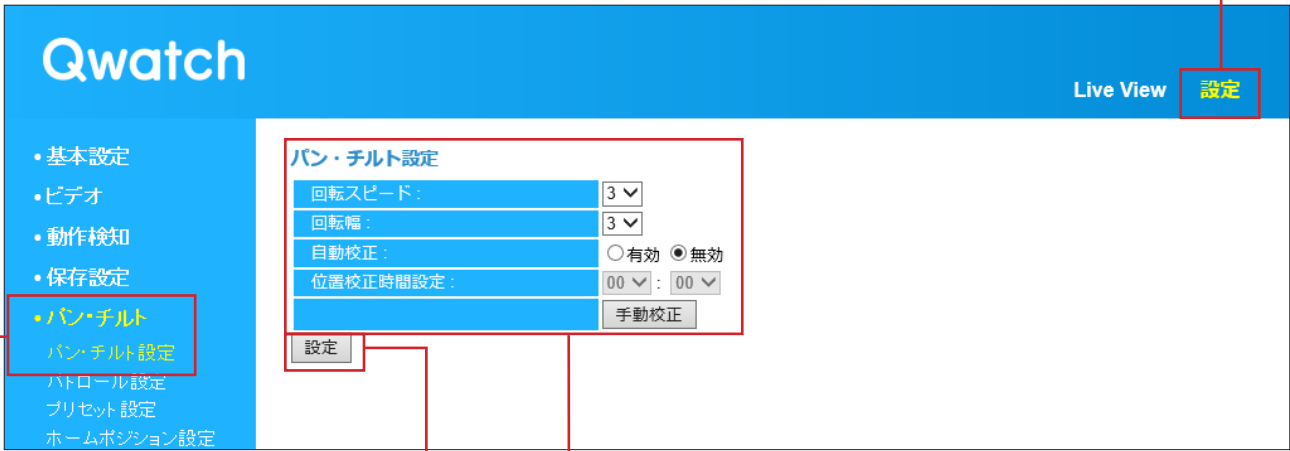 Qwatch
Live View 設定
•基本設定
•ビデオ
•動作検知
•保存設定
•パン・チルト
パン・チルト設定
パトロール設定
プリセット設定
ホームポジション設定
パン・チルト設定
回転スピード : 3
回転幅 : 3
自動校正 : 有効 無効
位置校正時間設定 : 00 : 00
手動校正
設定